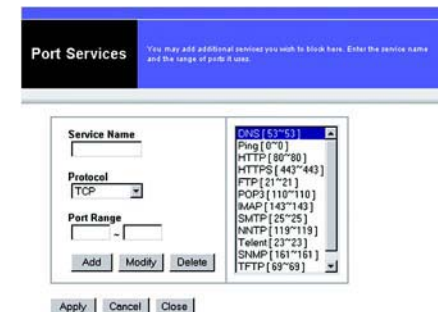 Port Services
You may add additional services you wish to block here. Enter the service name
and the range of ports it uses.
Service Name
Protocol
TCP
Port Range
~
Add Modify Delete
DNS [ 53~53 ]
Ping [ 0~0 ]
HTTP [ 80~80 ]
HTTPS [ 443~443 ]
FTP [ 21~21 ]
POP3 [ 110~110 ]
IMAP [ 143~143 ]
SMTP [ 25~25 ]
NNTP [ 119~119 ]
Telent [ 23~23 ]
SNMP [ 161~161 ]
TFTP [ 69~69 ]
Apply Cancel Close